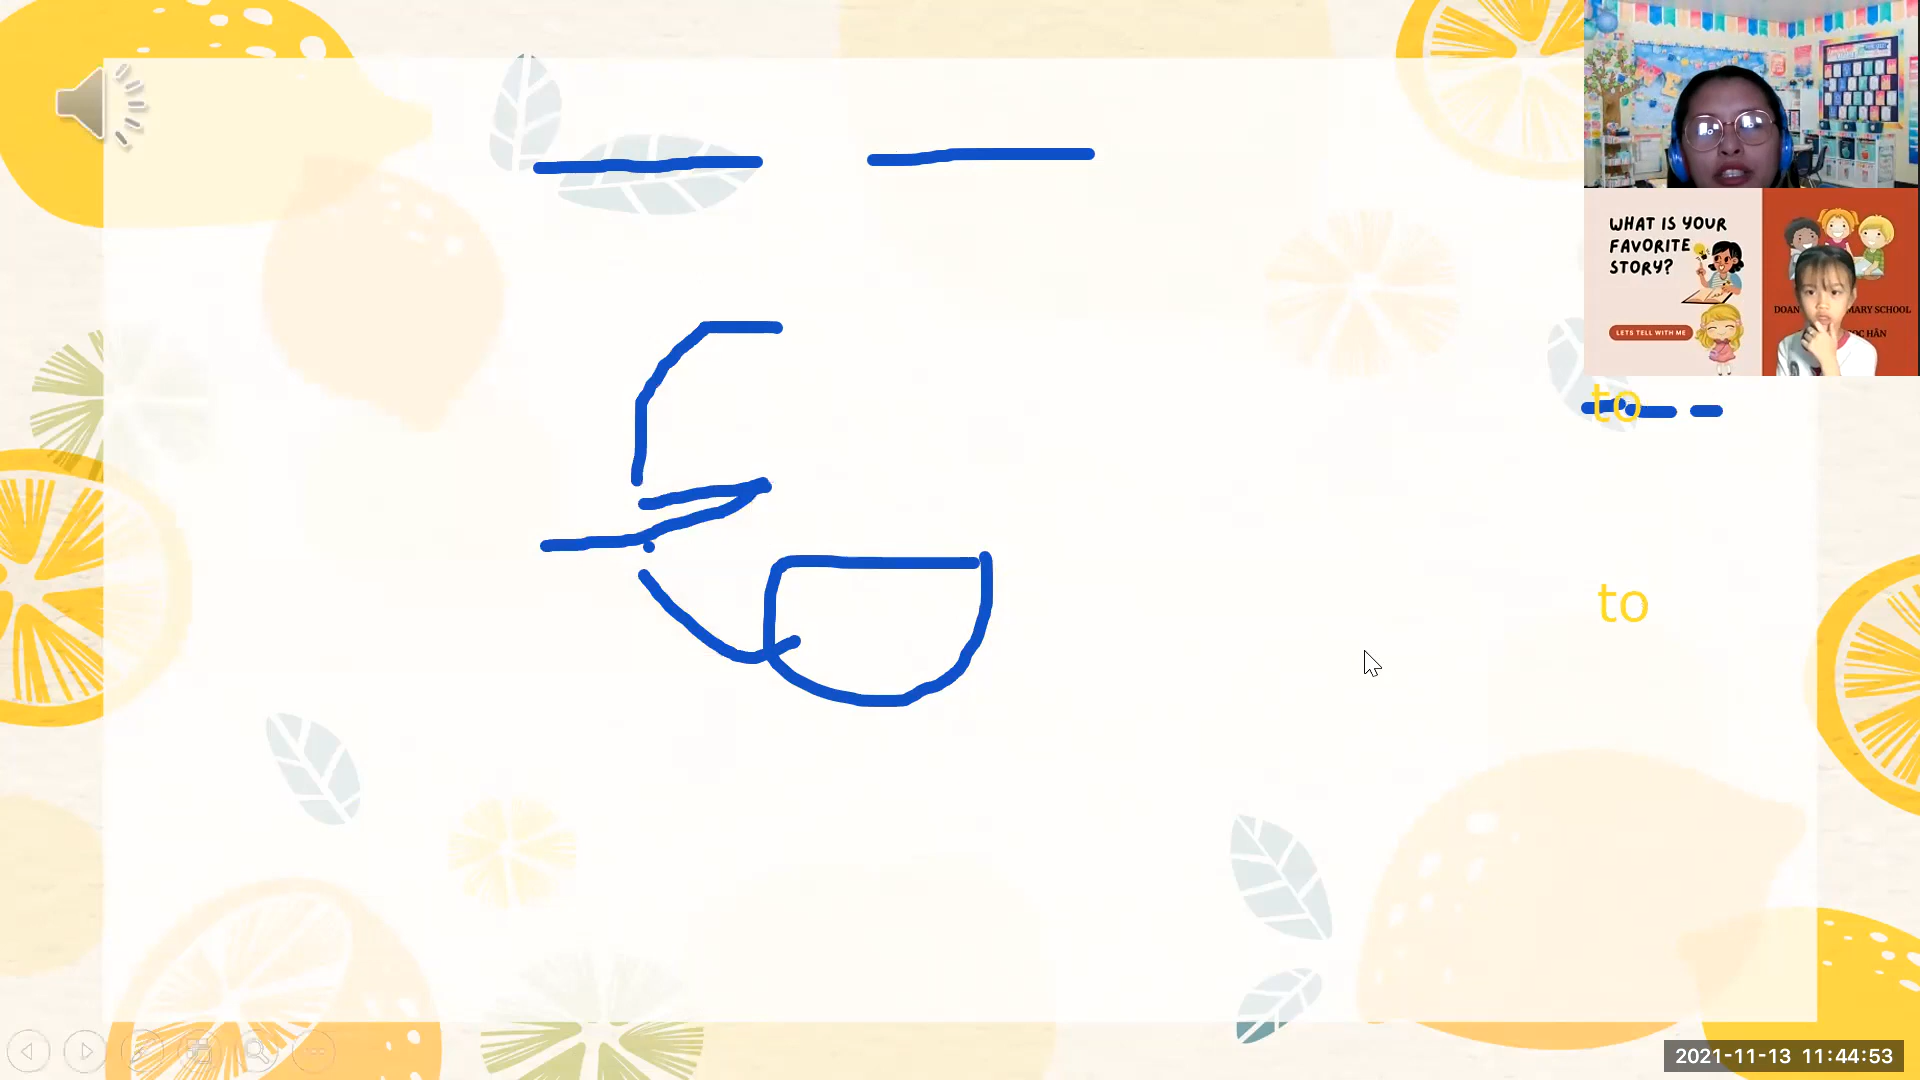 WHAT IS YOUR
FAVORITE
STORY?
LETS TELL WITH ME
DOAN
MARY SCHOOL
HÂN
to
to
2021-11-13 11:44:53